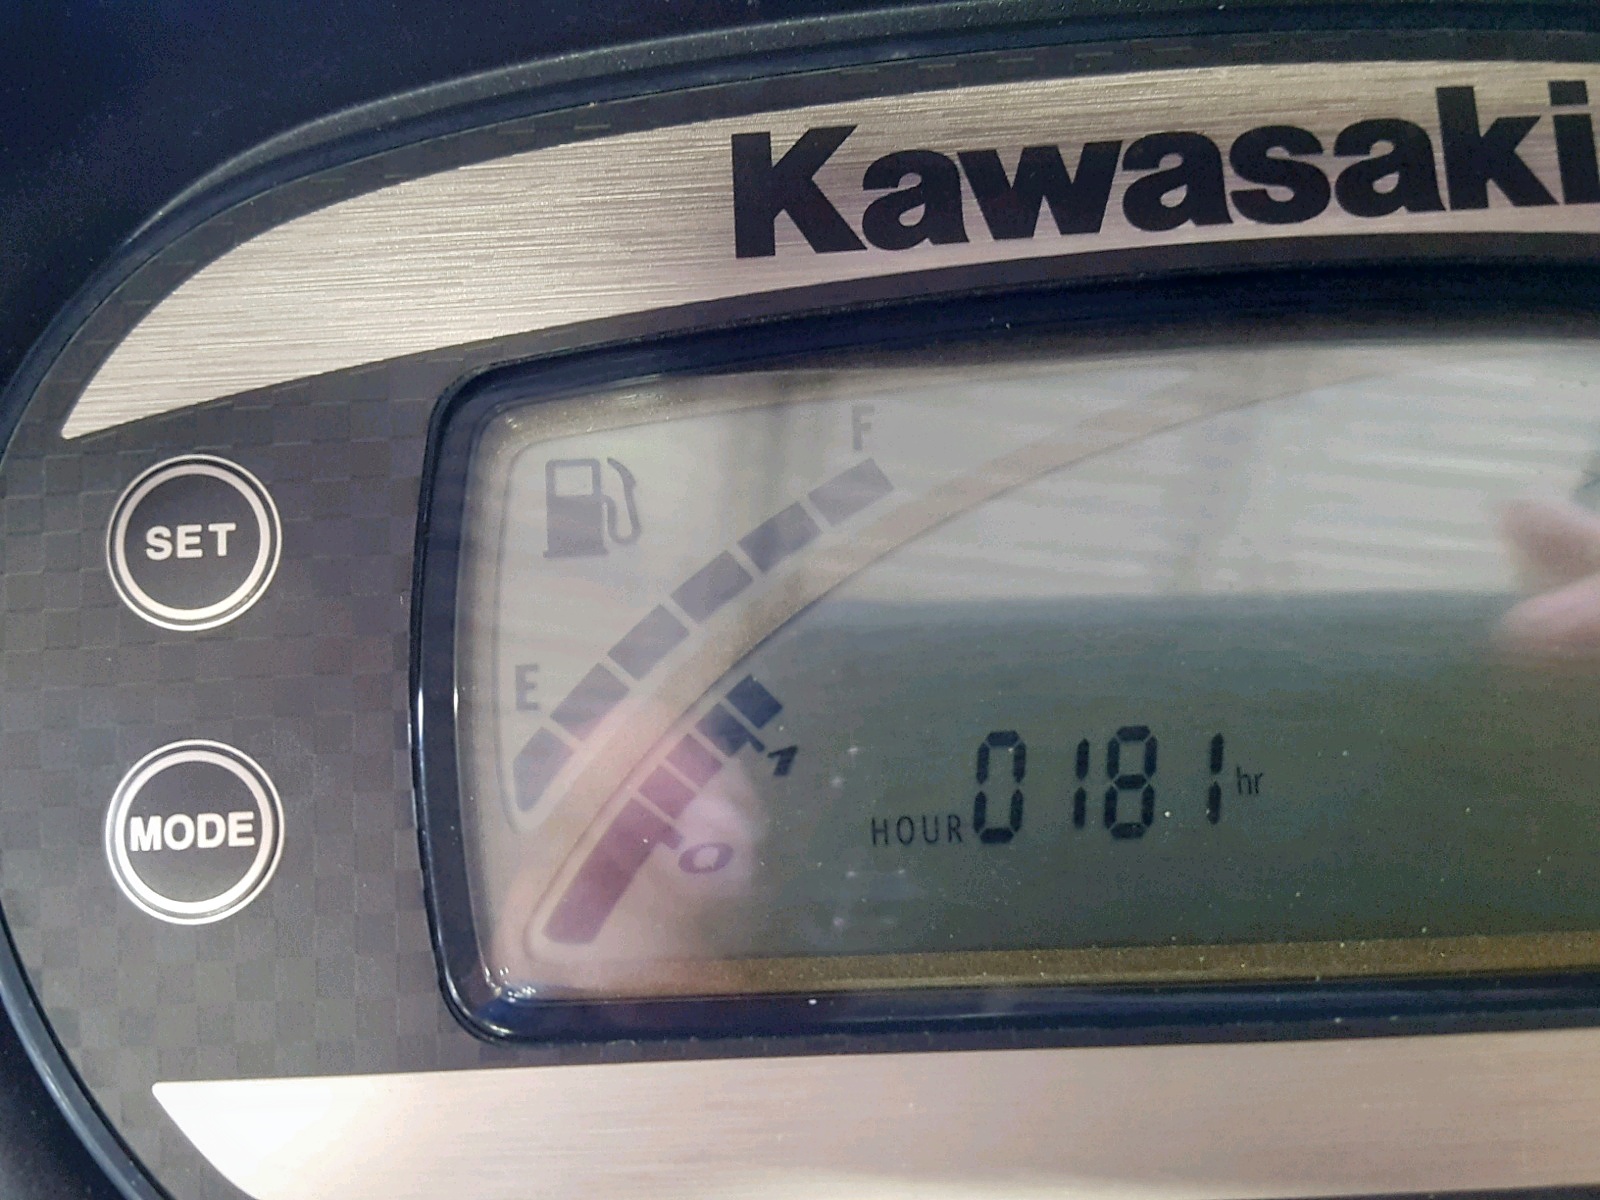 Kawasaki
F
SET
E
1
HOUR 0181 hr
MODE
0